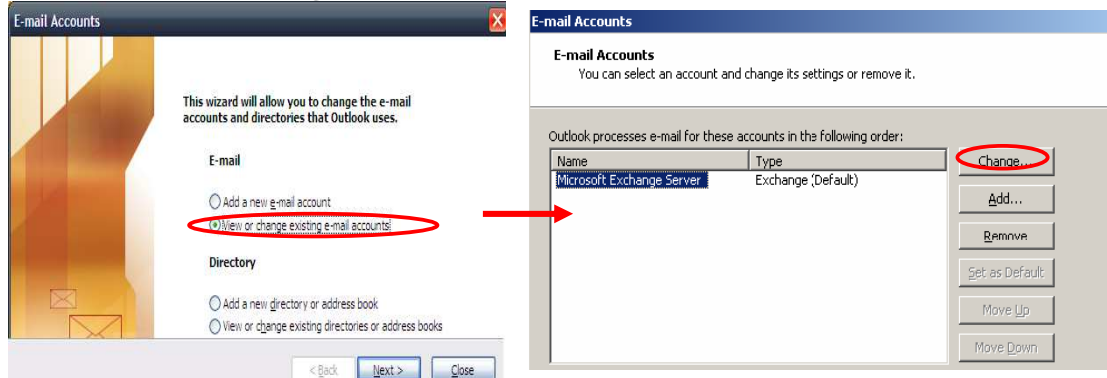 E-mail Accounts
This wizard will allow you to change the e-mail
accounts and directories that Outlook uses.
E-mail
Add a new e-mail account
View or change existing e-mail accounts
Directory
Add a new directory or address book
View or change existing directories or address books
< Back
Next >
Close
E-mail Accounts
E-mail Accounts
You can select an account and change its settings or remove it.
Outlook processes e-mail for these accounts in the following order:
Name Type
Microsoft Exchange Server Exchange (Default)
Change...
Add...
Remove
Set as Default
Move Up
Move Down